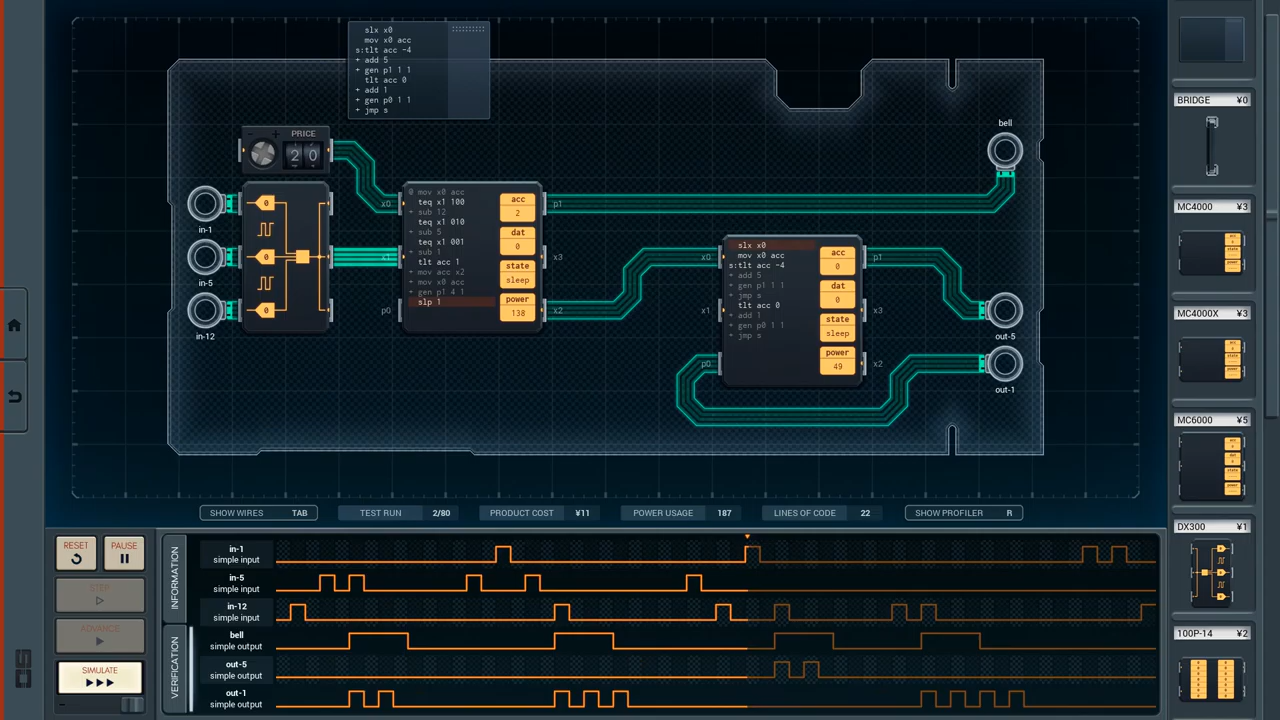 slx x0
mov x0 acc
s:tlt acc -4
+ add 5
+ gen p1 1 1
tlt acc 0
+ add 1
+ gen p0 1 1
+ jmp s
bell
- + PRICE
2 0
in-1
in-5
in-12
0
0
0
x0
x1
p0
@ mov x0 acc
teq x1 100
+ sub 12
teq x1 010
+ sub 5
teq x1 001
+ sub 1
tlt acc 1
+ mov acc x2
+ mov x0 acc
+ gen p1 4 1
slp 1
acc
2
dat
0
state
sleep
power
138
p1
x3
x2
x0
x1
p0
slx x0
mov x0 acc
s:tlt acc -4
+ add 5
+ gen p1 1 1
+ jmp s
tlt acc 0
+ add 1
+ gen p0 1 1
+ jmp s
acc
0
dat
0
state
sleep
power
49
p1
x3
x2
out-5
out-1
BRIDGE ¥0
MC4000 ¥3
MC4000X ¥3
MC6000 ¥5
DX300 ¥1
100P-14 ¥2
SHOW WIRES TAB
TEST RUN 2/80
PRODUCT COST ¥11
POWER USAGE 187
LINES OF CODE 22
SHOW PROFILER R
RESET
PAUSE
STEP
ADVANCE
SIMULATE
INFORMATION
VERIFICATION
in-1
simple input
in-5
simple input
in-12
simple input
bell
simple output
out-5
simple output
out-1
simple output